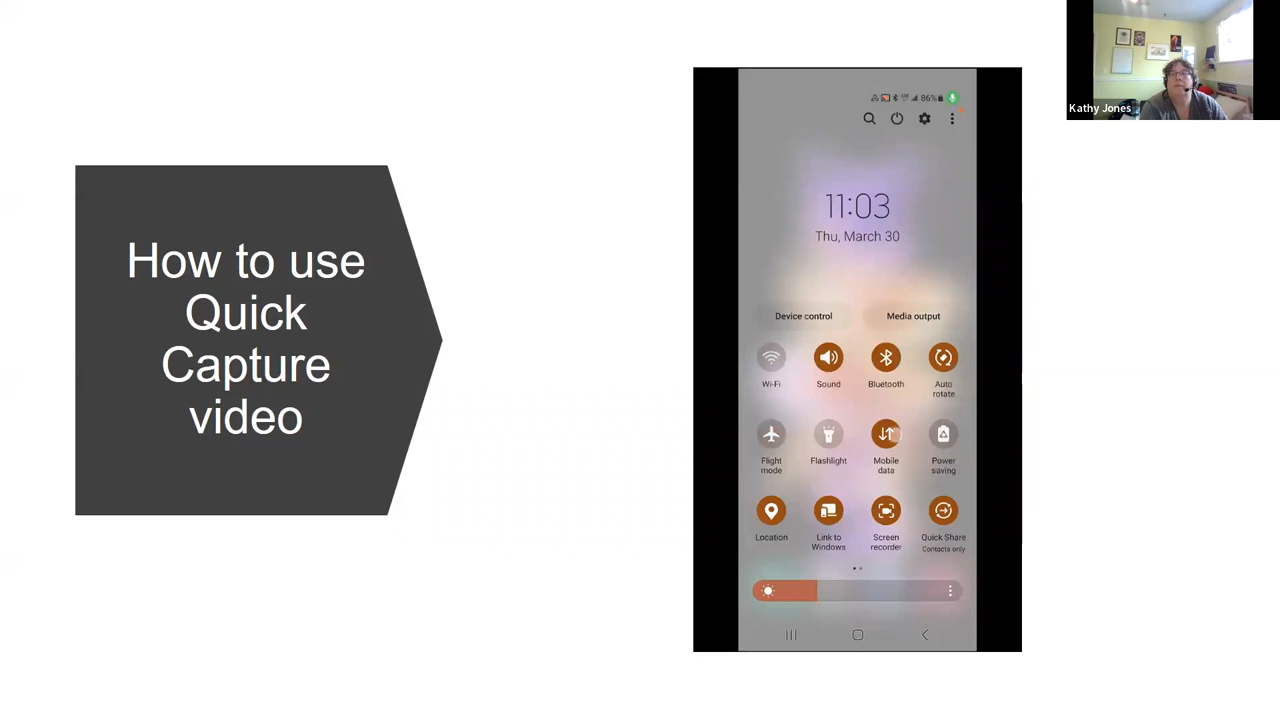 How to use
Quick
Capture
video
86%
11:03
Thu, March 30
Device control
Media output
Wi-Fi
Sound
Bluetooth
Auto
rotate
Flight
mode
Flashlight
Mobile
data
Power
saving
Location
Link to
Windows
Screen
recorder
Quick Share
Contacts only
Kathy Jones